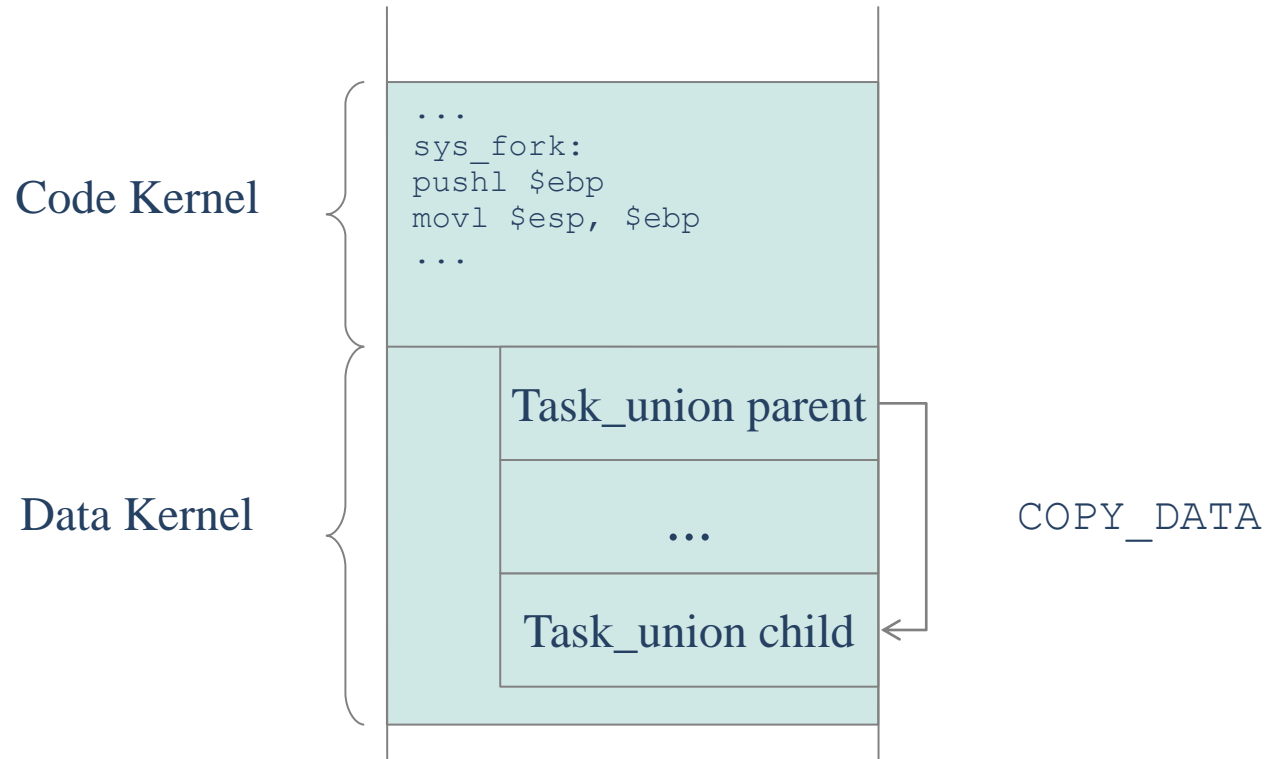 ...
sys_fork:
pushl $ebp
movl $esp, $ebp
...
Code Kernel
Task_union parent
Data Kernel
...
COPY_DATA
Task_union child